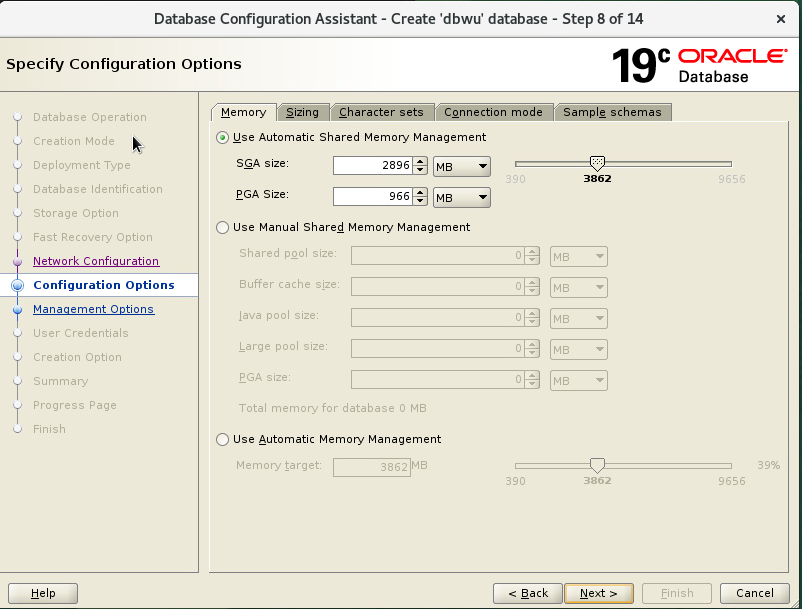 Database Configuration Assistant - Create 'dbwu' database - Step 8 of 14
Specify Configuration Options
19c ORACLE Database
Database Operation
Creation Mode
Deployment Type
Database Identification
Storage Option
Fast Recovery Option
Network Configuration
Configuration Options
Management Options
User Credentials
Creation Option
Summary
Progress Page
Finish
Memory Sizing Character sets Connection mode Sample schemas
Use Automatic Shared Memory Management
SGA size: 2896 MB
390 3862 9656
PGA Size: 966 MB
Use Manual Shared Memory Management
Shared pool size: 0 MB
Buffer cache size: 0 MB
Java pool size: 0 MB
Large pool size: 0 MB
PGA size: 0 MB
Total memory for database 0 MB
Use Automatic Memory Management
Memory target: 3862 MB 39%
390 3862 9656
Help < Back Next > Finish Cancel